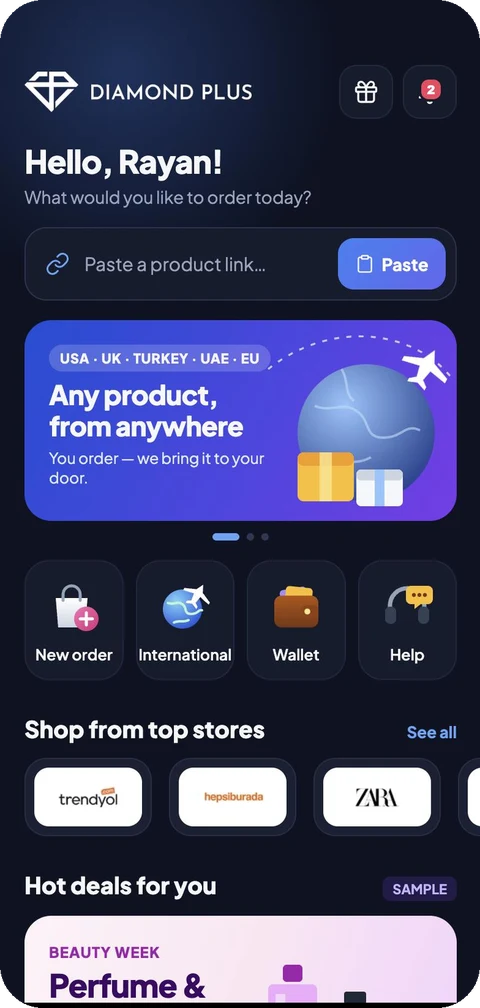 DIAMOND PLUS
2
Hello, Rayan!
What would you like to order today?
Paste a product link...
Paste
USA · UK · TURKEY · UAE · EU
Any product,
from anywhere
You order — we bring it to your
door.
New order
International
Wallet
Help
Shop from top stores
See all
trendyol
hepsiburada
ZARA
Hot deals for you
SAMPLE
BEAUTY WEEK
Perfume &